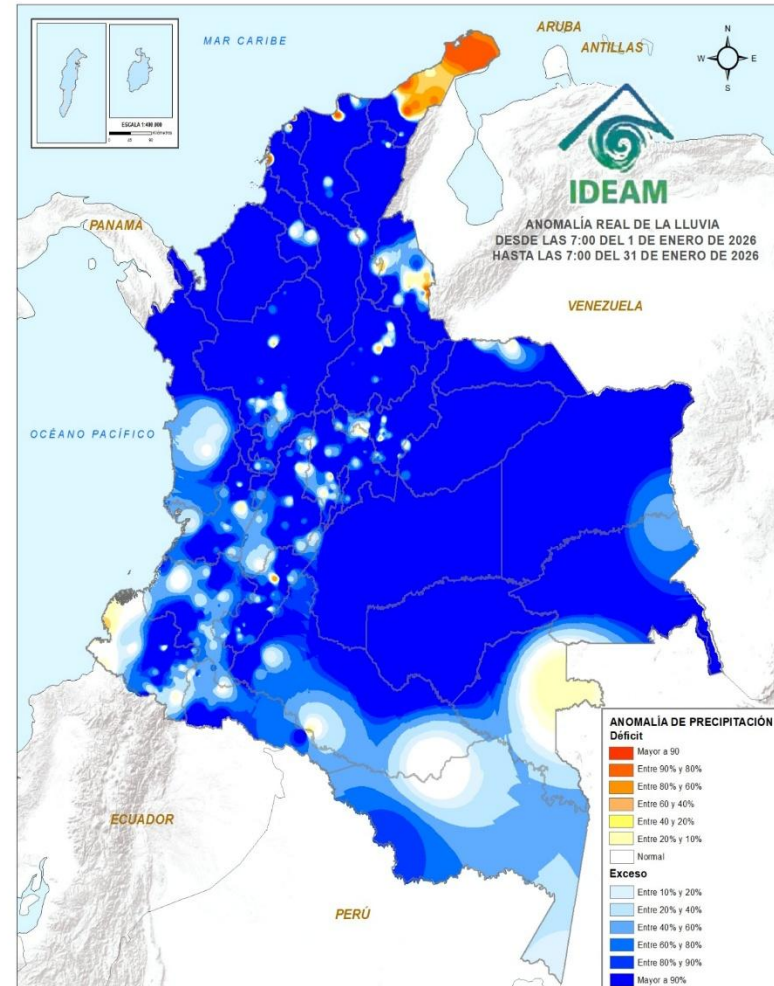 MAR CARIBE
ARUBA
ANTILLAS
N
W
E
S
ESCALA 1:400.000
IDEAM
ANOMALÍA REAL DE LA LLUVIA
DESDE LAS 7:00 DEL 1 DE ENERO DE 2026
HASTA LAS 7:00 DEL 31 DE ENERO DE 2026
PANAMÁ
VENEZUELA
OCÉANO PACÍFICO
ECUADOR
PERÚ
ANOMALÍA DE PRECIPITACIÓN
Déficit
Mayor a 90
Entre 90% y 80%
Entre 80% y 60%
Entre 60 y 40%
Entre 40 y 20%
Entre 20% y 10%
Normal
Exceso
Entre 10% y 20%
Entre 20% y 40%
Entre 40% y 60%
Entre 60% y 80%
Entre 80% y 90%
Mayor a 90%